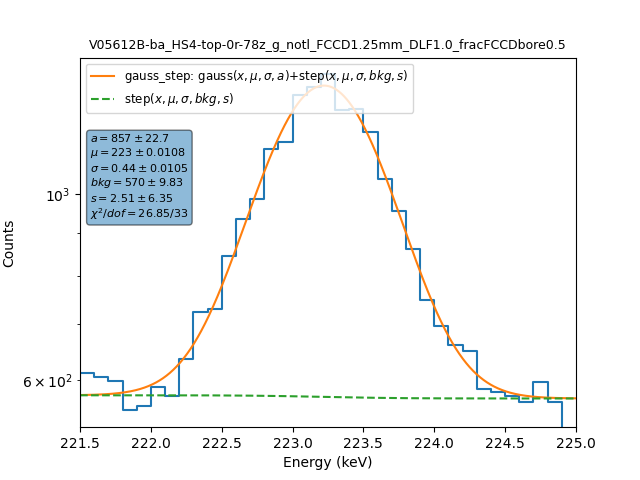 V05612B-ba_HS4-top-0r-78z_g_notl_FCCD1.25mm_DLF1.0_fracFCCDbore0.5
gauss_step: gauss(x, μ, σ, a)+step(x, μ, σ, bkg, s)
step(x, μ, σ, bkg, s)
a = 857 ± 22.7
μ = 223 ± 0.0108
σ = 0.44 ± 0.0105
bkg = 570 ± 9.83
s = 2.51 ± 6.35
χ²/dof = 26.85/33
10³
6 × 10²
Counts
221.5 222.0 222.5 223.0 223.5 224.0 224.5 225.0
Energy (keV)